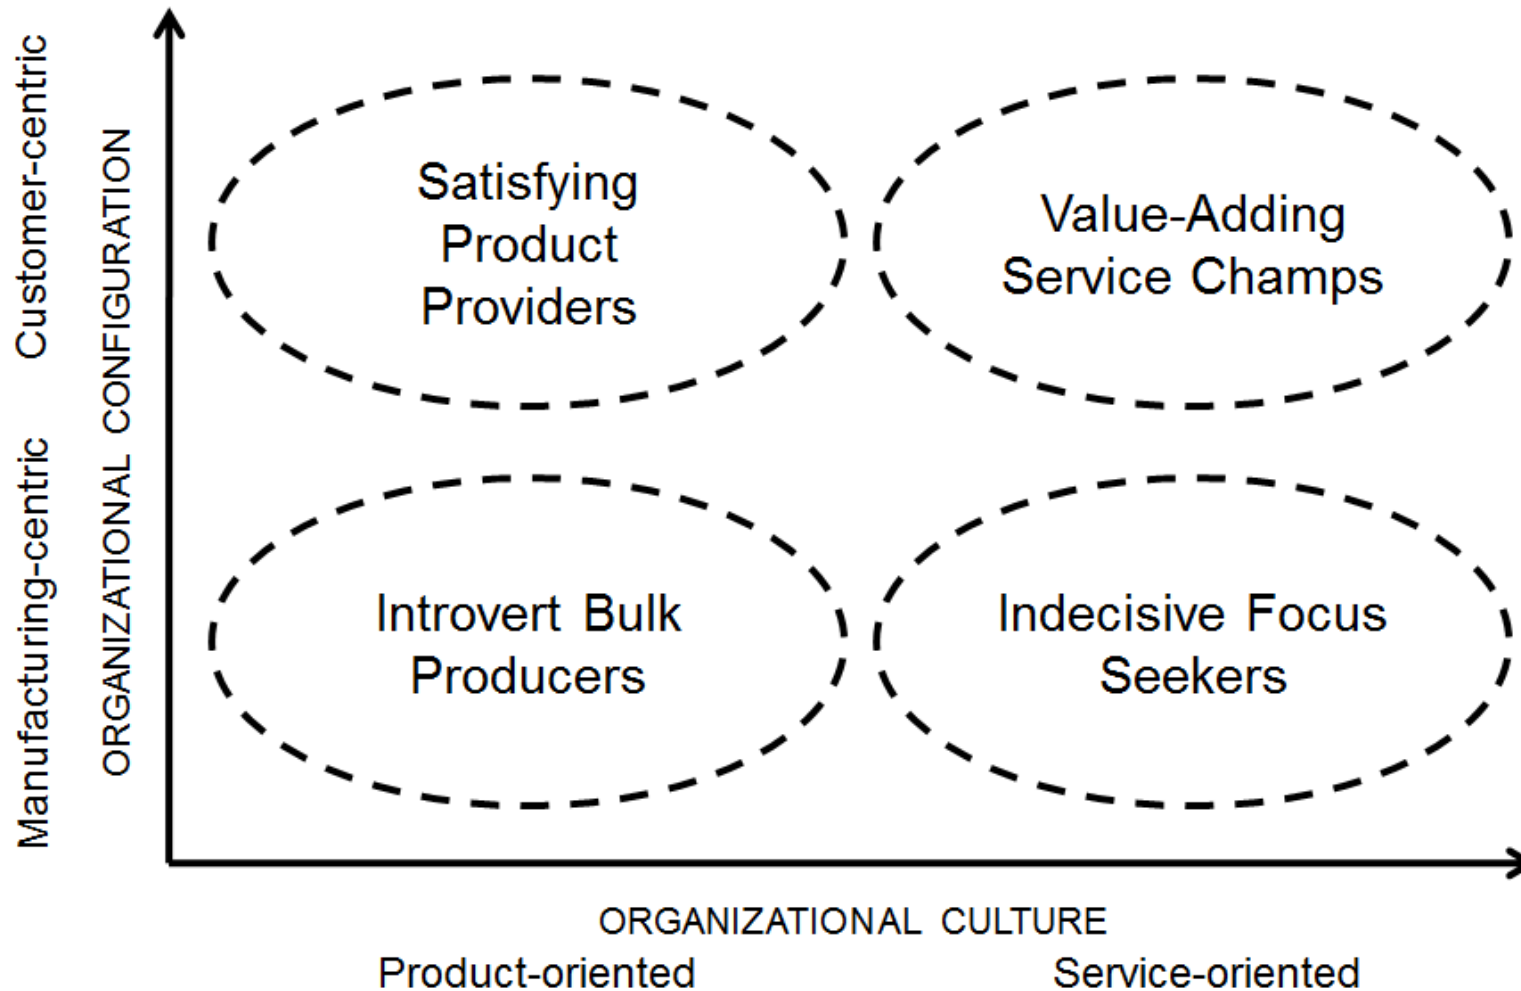 Customer-centric
Manufacturing-centric
ORGANIZATIONAL CONFIGURATION
Satisfying
Product
Providers
Value-Adding
Service Champs
Introvert Bulk
Producers
Indecisive Focus
Seekers
ORGANIZATIONAL CULTURE
Product-oriented
Service-oriented